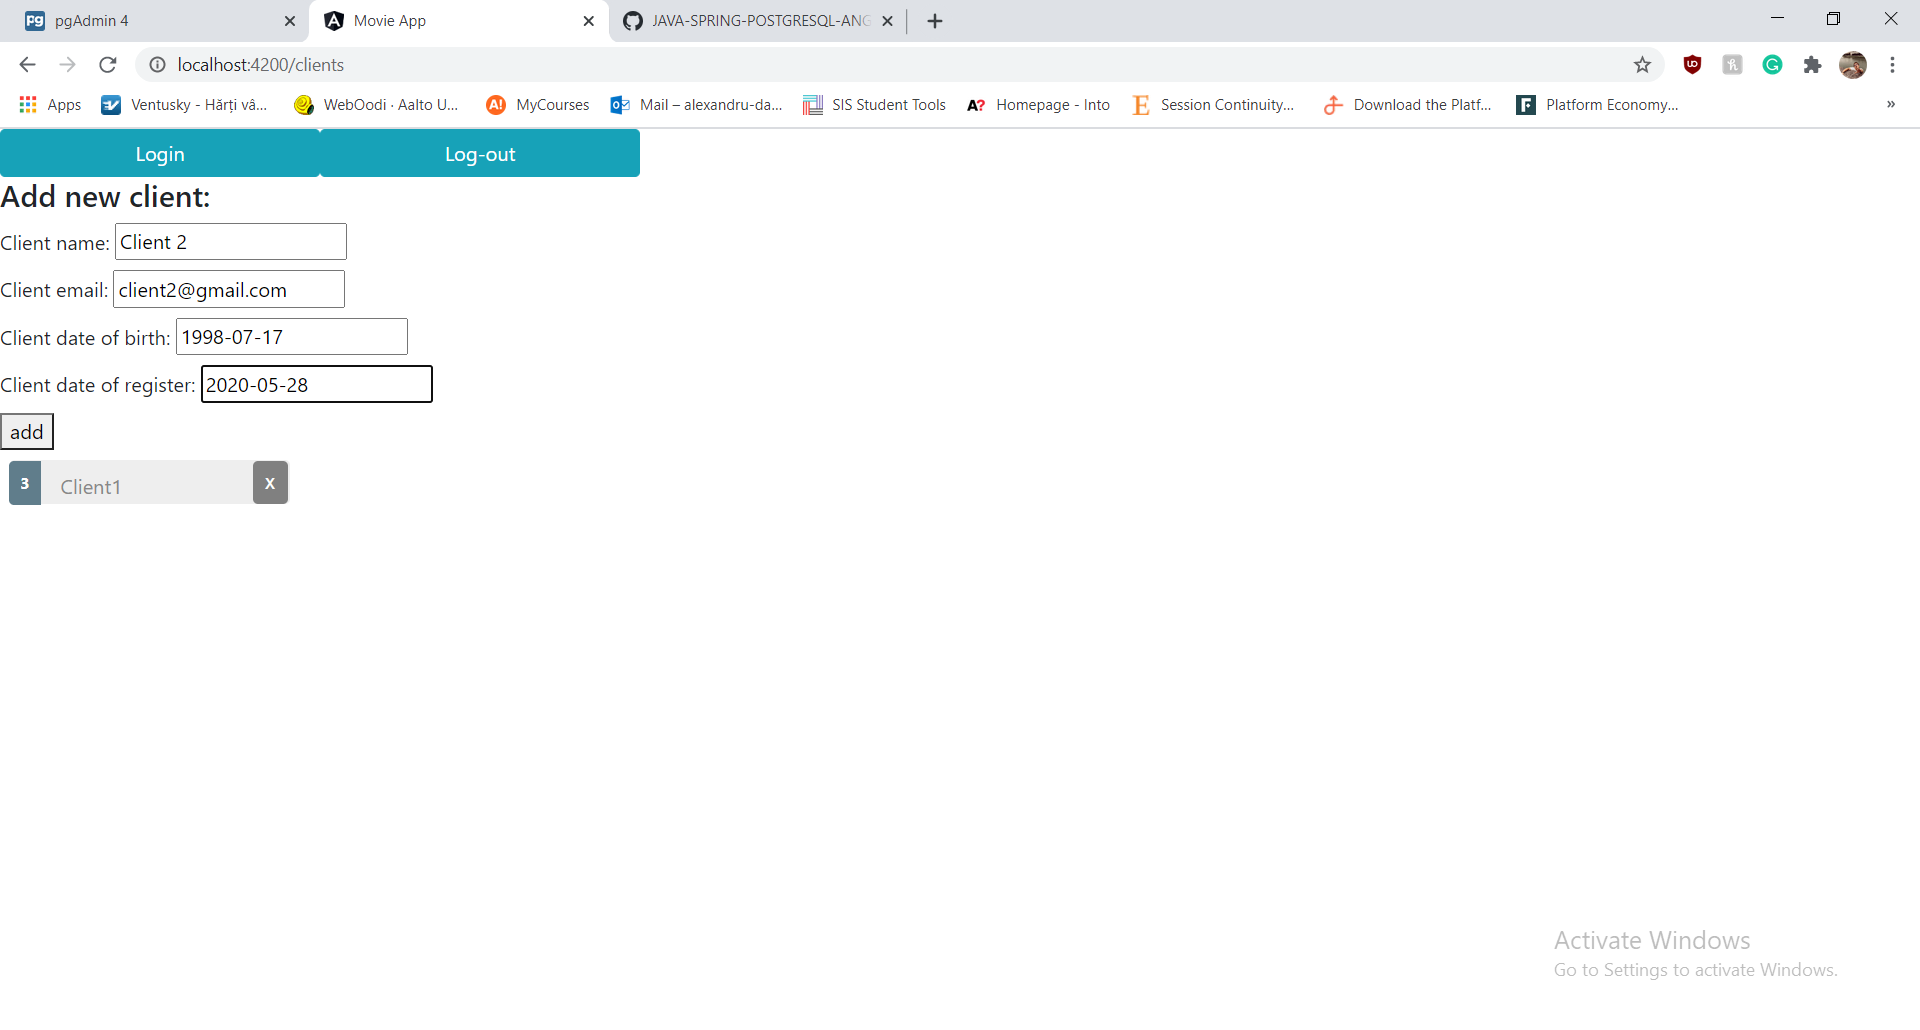 pgAdmin 4
Movie App
JAVA-SPRING-POSTGRESQL-ANG
localhost:4200/clients
Apps
Ventusky - Hărți vâ...
WebOodi · Aalto U...
MyCourses
Mail – alexandru-da...
SIS Student Tools
Homepage - Into
Session Continuity...
Download the Platf...
Platform Economy...
»
Login
Log-out
Add new client:
Client name: Client 2
Client email: client2@gmail.com
Client date of birth: 1998-07-17
Client date of register: 2020-05-28
add
3 Client1 X
Activate Windows
Go to Settings to activate Windows.